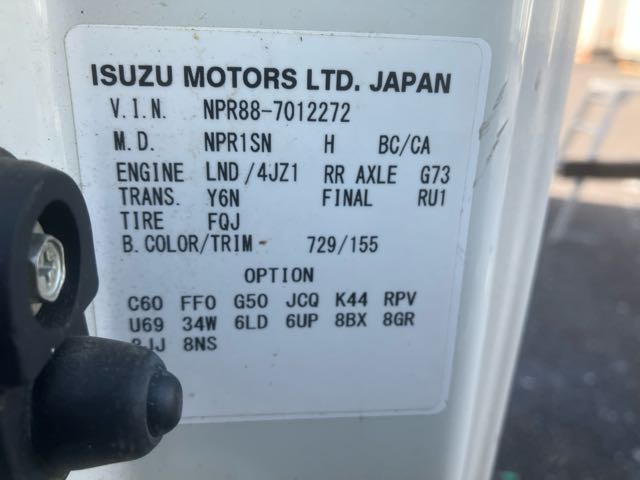 ISUZU MOTORS LTD. JAPAN
V.I.N. NPR88-7012272
M.D. NPR1SN H BC/CA
ENGINE LND/4JZ1 RR AXLE G73
TRANS. Y6N FINAL RU1
TIRE FQJ
B.COLOR/TRIM 729/155
OPTION
C60 FF0 G50 JCQ K44 RPV
U69 34W 6LD 6UP 8BX 8GR
8NS